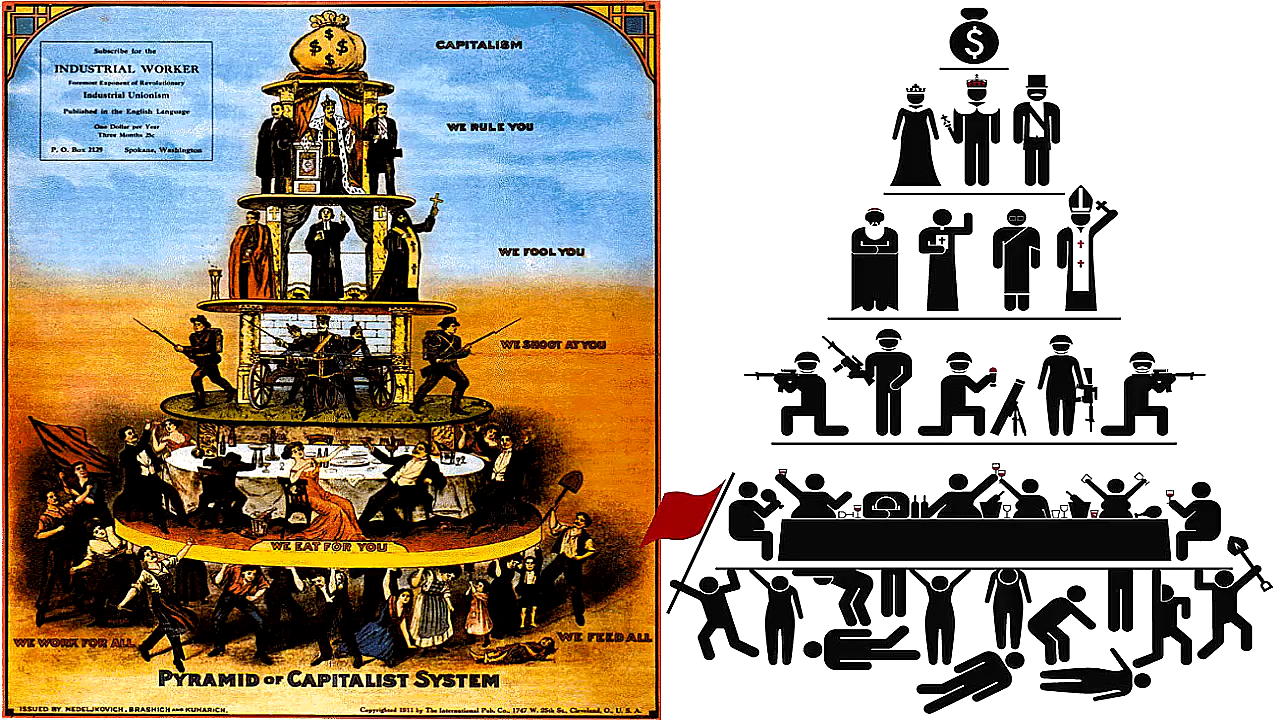 Subscribe for the
INDUSTRIAL WORKER
Foremost Exponent of Revolutionary
Industrial Unionism
Published in the English Language
One Dollar per Year
Three Months 25c
P. O. Box 2129 Spokane, Washington
CAPITALISM
$ $ $
$
$
WE RULE YOU
WE FOOL YOU
WE SHOOT AT YOU
WE EAT FOR YOU
WE WORK FOR ALL
WE FEED ALL
PYRAMID OF CAPITALIST SYSTEM
ISSUED BY NEDELJKOVICH, BRASHICH AND KUHARICH.
Copyrighted 1911 by The International Pub. Co., 1747 W. 25th St., Cleveland, O., U. S. A.
$